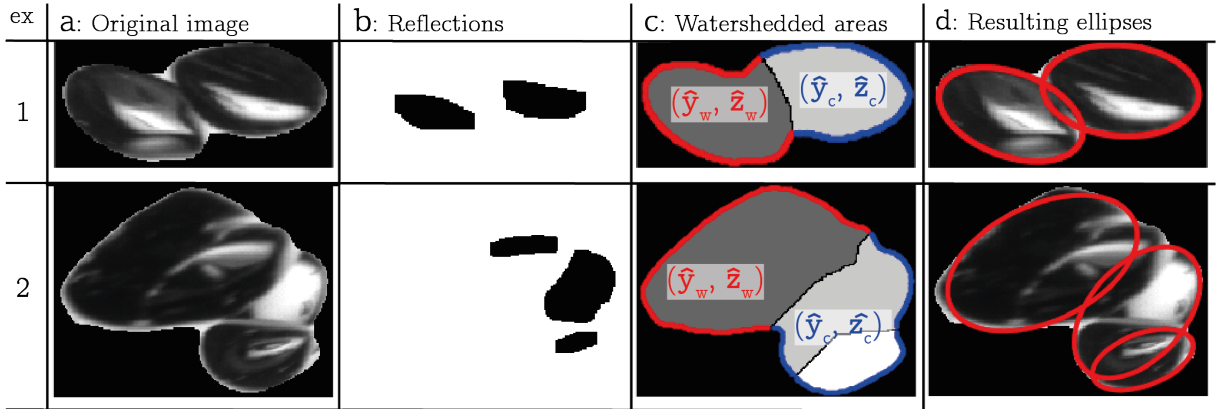 ex a: Original image b: Reflections c: Watershedded areas d: Resulting ellipses
1
(ŷ_w, ẑ_w) (ŷ_c, ẑ_c)
2
(ŷ_w, ẑ_w)
(ŷ_c, ẑ_c)